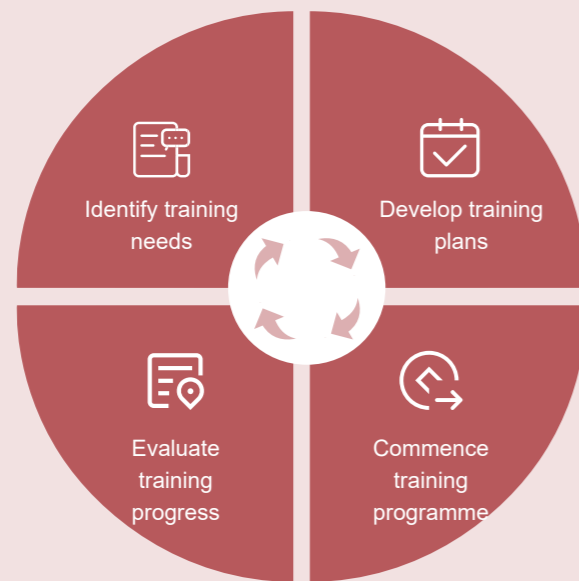 Identify training
needs
Develop training
plans
Evaluate
training
progress
Commence
training
programme